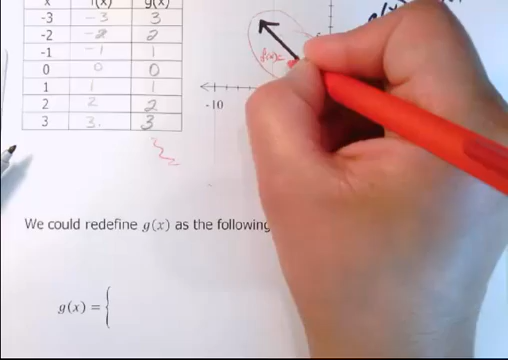 x f(x) g(x)
-3 -3 3
-2 -2 2
-1 -1 1
0 0 0
1 1 1
2 2 2
3 3. 3
-10
We could redefine g(x) as the following
g(x) = {